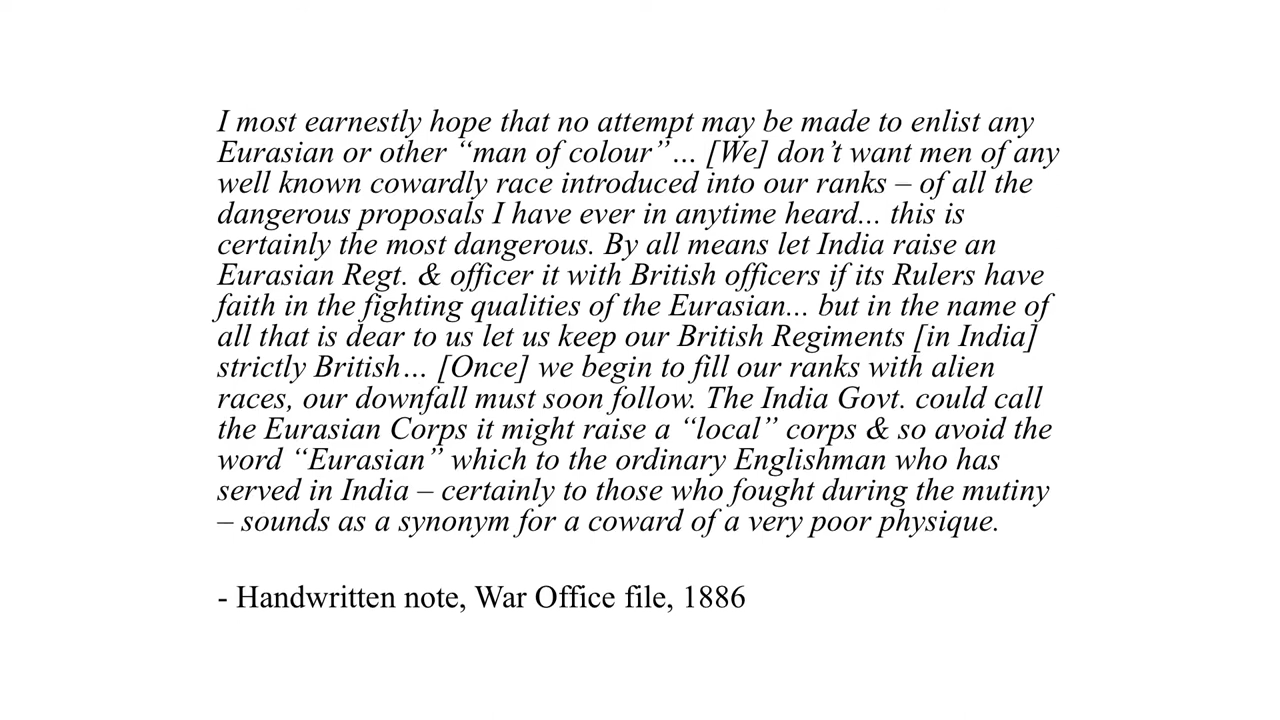 I most earnestly hope that no attempt may be made to enlist any
Eurasian or other “man of colour”… [We] don’t want men of any
well known cowardly race introduced into our ranks – of all the
dangerous proposals I have ever in anytime heard... this is
certainly the most dangerous. By all means let India raise an
Eurasian Regt. & officer it with British officers if its Rulers have
faith in the fighting qualities of the Eurasian... but in the name of
all that is dear to us let us keep our British Regiments [in India]
strictly British… [Once] we begin to fill our ranks with alien
races, our downfall must soon follow. The India Govt. could call
the Eurasian Corps it might raise a “local” corps & so avoid the
word “Eurasian” which to the ordinary Englishman who has
served in India – certainly to those who fought during the mutiny
– sounds as a synonym for a coward of a very poor physique.
- Handwritten note, War Office file, 1886